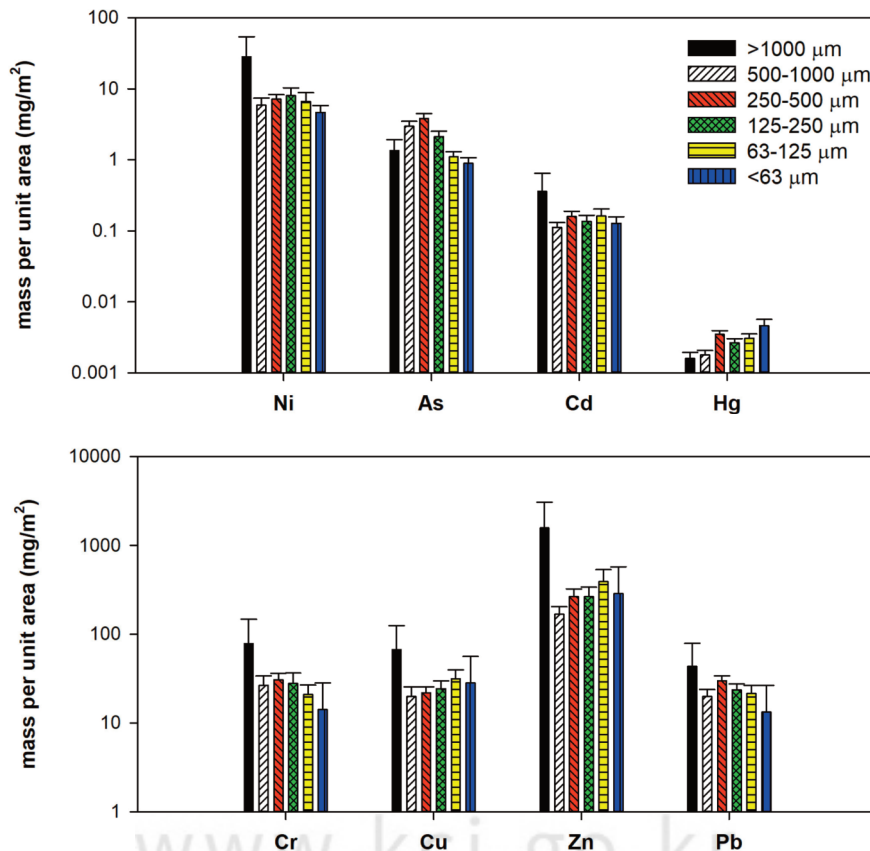 100
10
1
0.1
0.01
0.001
mass per unit area (mg/m²)
>1000 μm
500-1000 μm
250-500 μm
125-250 μm
63-125 μm
<63 μm
Ni As Cd Hg
10000
1000
100
10
1
mass per unit area (mg/m²)
Cr Cu Zn Pb